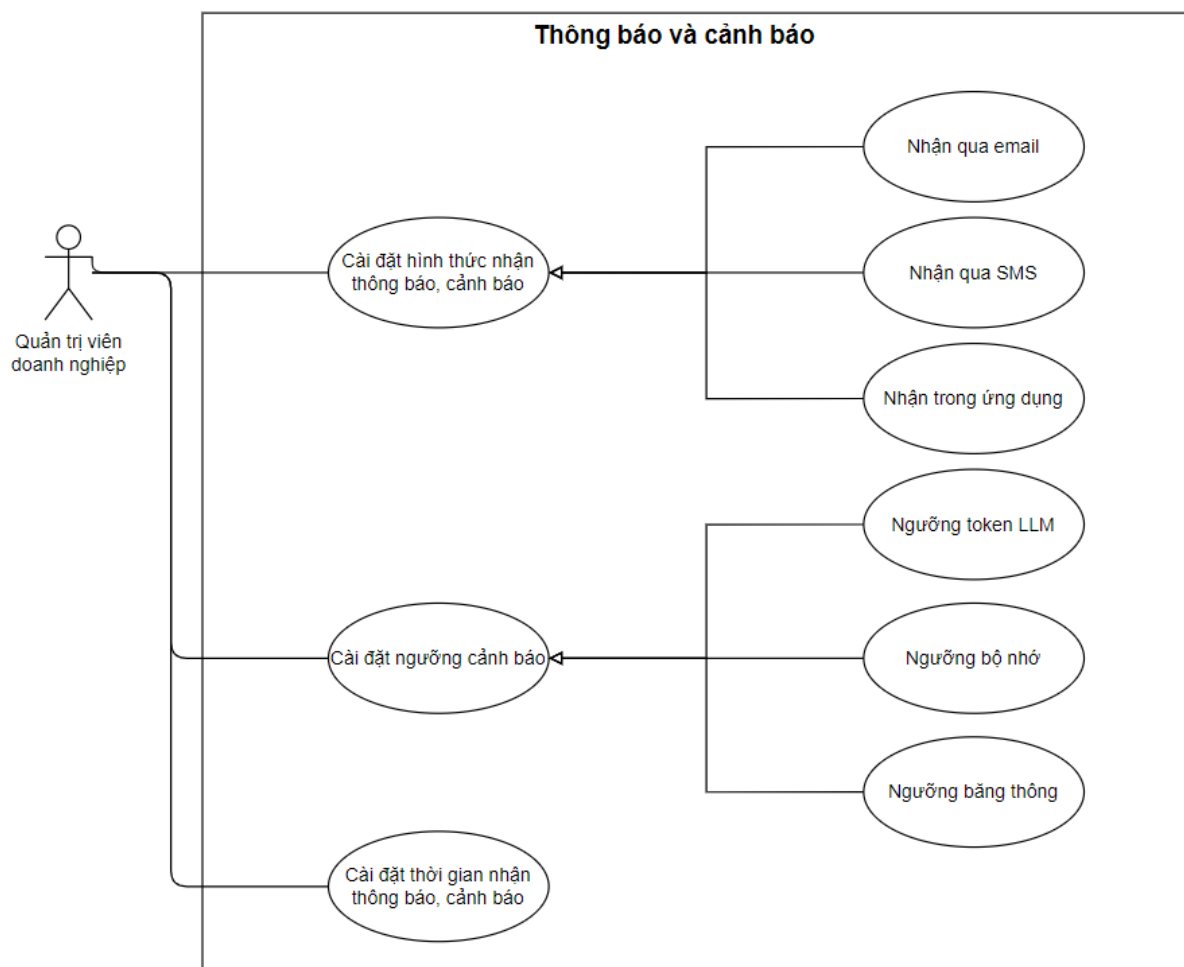 Thông báo và cảnh báo
Nhận qua email
Cài đặt hình thức nhận
thông báo, cảnh báo
Nhận qua SMS
Quản trị viên
doanh nghiệp
Nhận trong ứng dụng
Ngưỡng token LLM
Cài đặt ngưỡng cảnh báo
Ngưỡng bộ nhớ
Ngưỡng băng thông
Cài đặt thời gian nhận
thông báo, cảnh báo